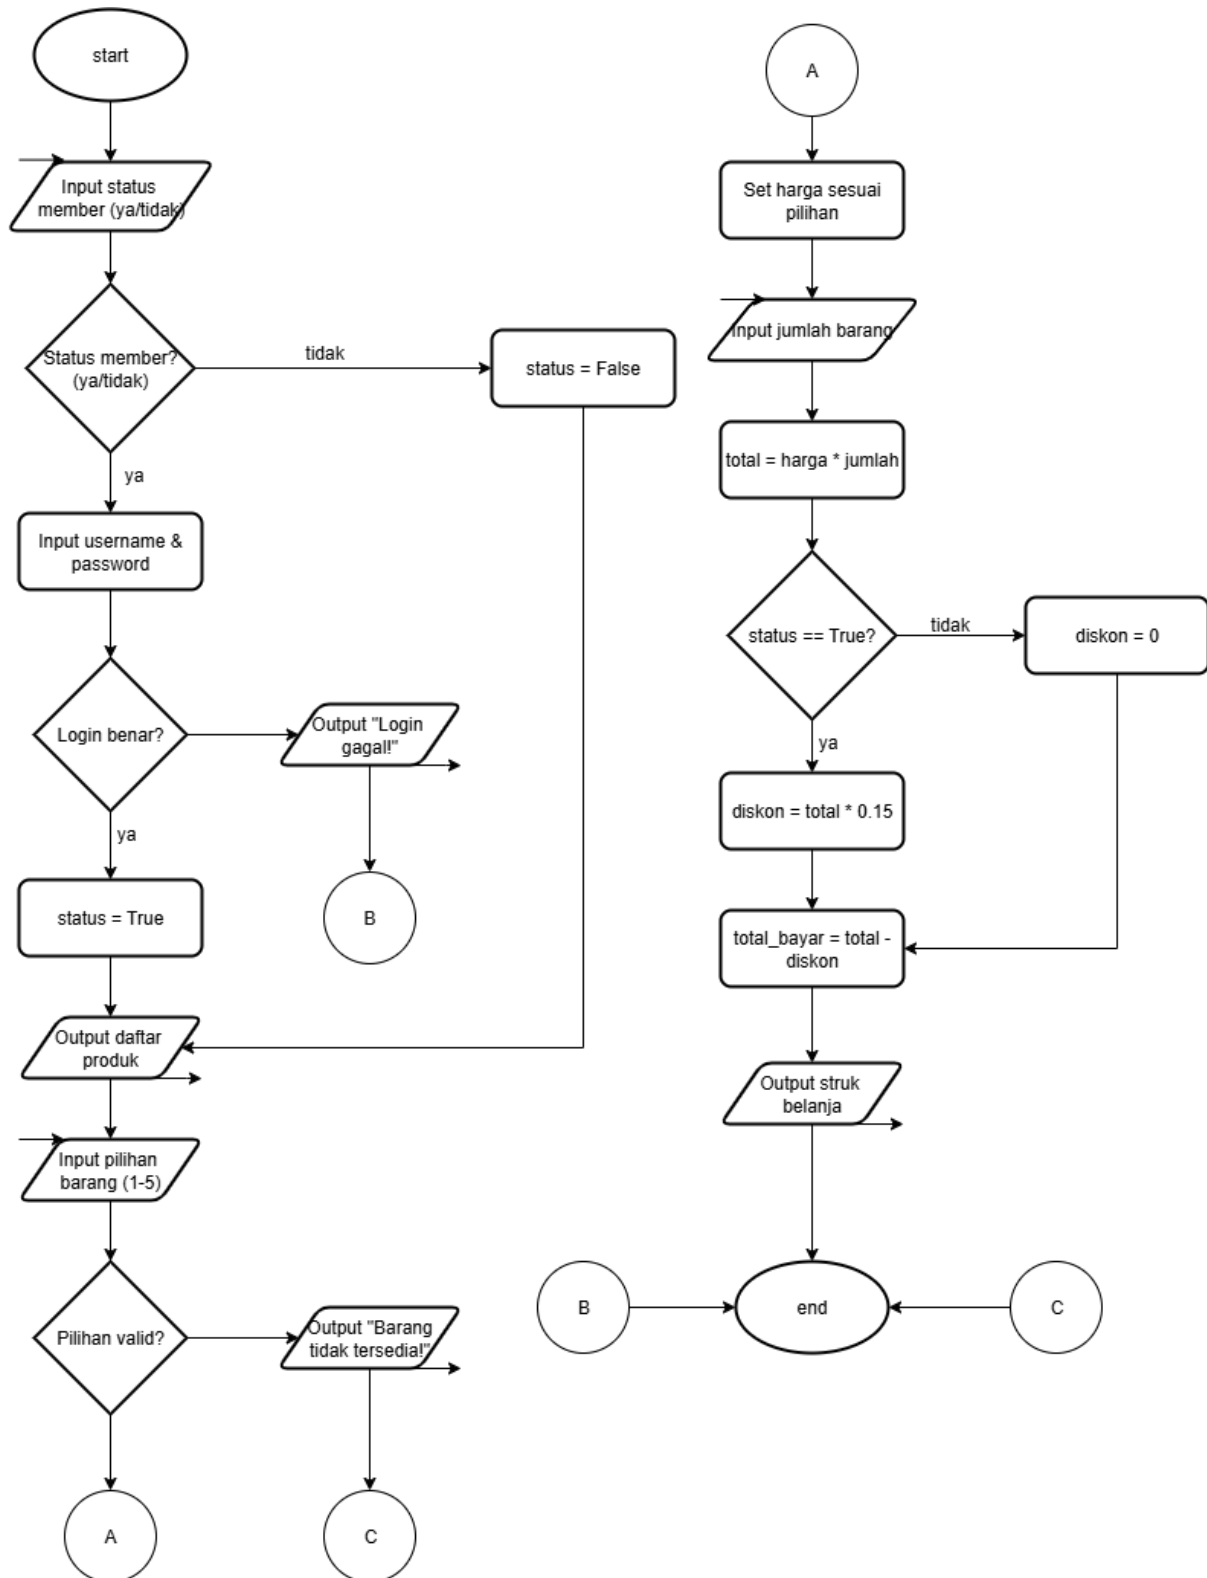 start
Input status
member (ya/tidak)
Status member?
(ya/tidak)
tidak
status = False
ya
Input username &
password
Login benar?
Output "Login
gagal!"
ya
B
status = True
Output daftar
produk
Input pilihan
barang (1-5)
Pilihan valid?
Output "Barang
tidak tersedia!"
A
C
A
Set harga sesuai
pilihan
Input jumlah barang
total = harga * jumlah
status == True?
tidak
diskon = 0
ya
diskon = total * 0.15
total_bayar = total -
diskon
Output struk
belanja
B
end
C